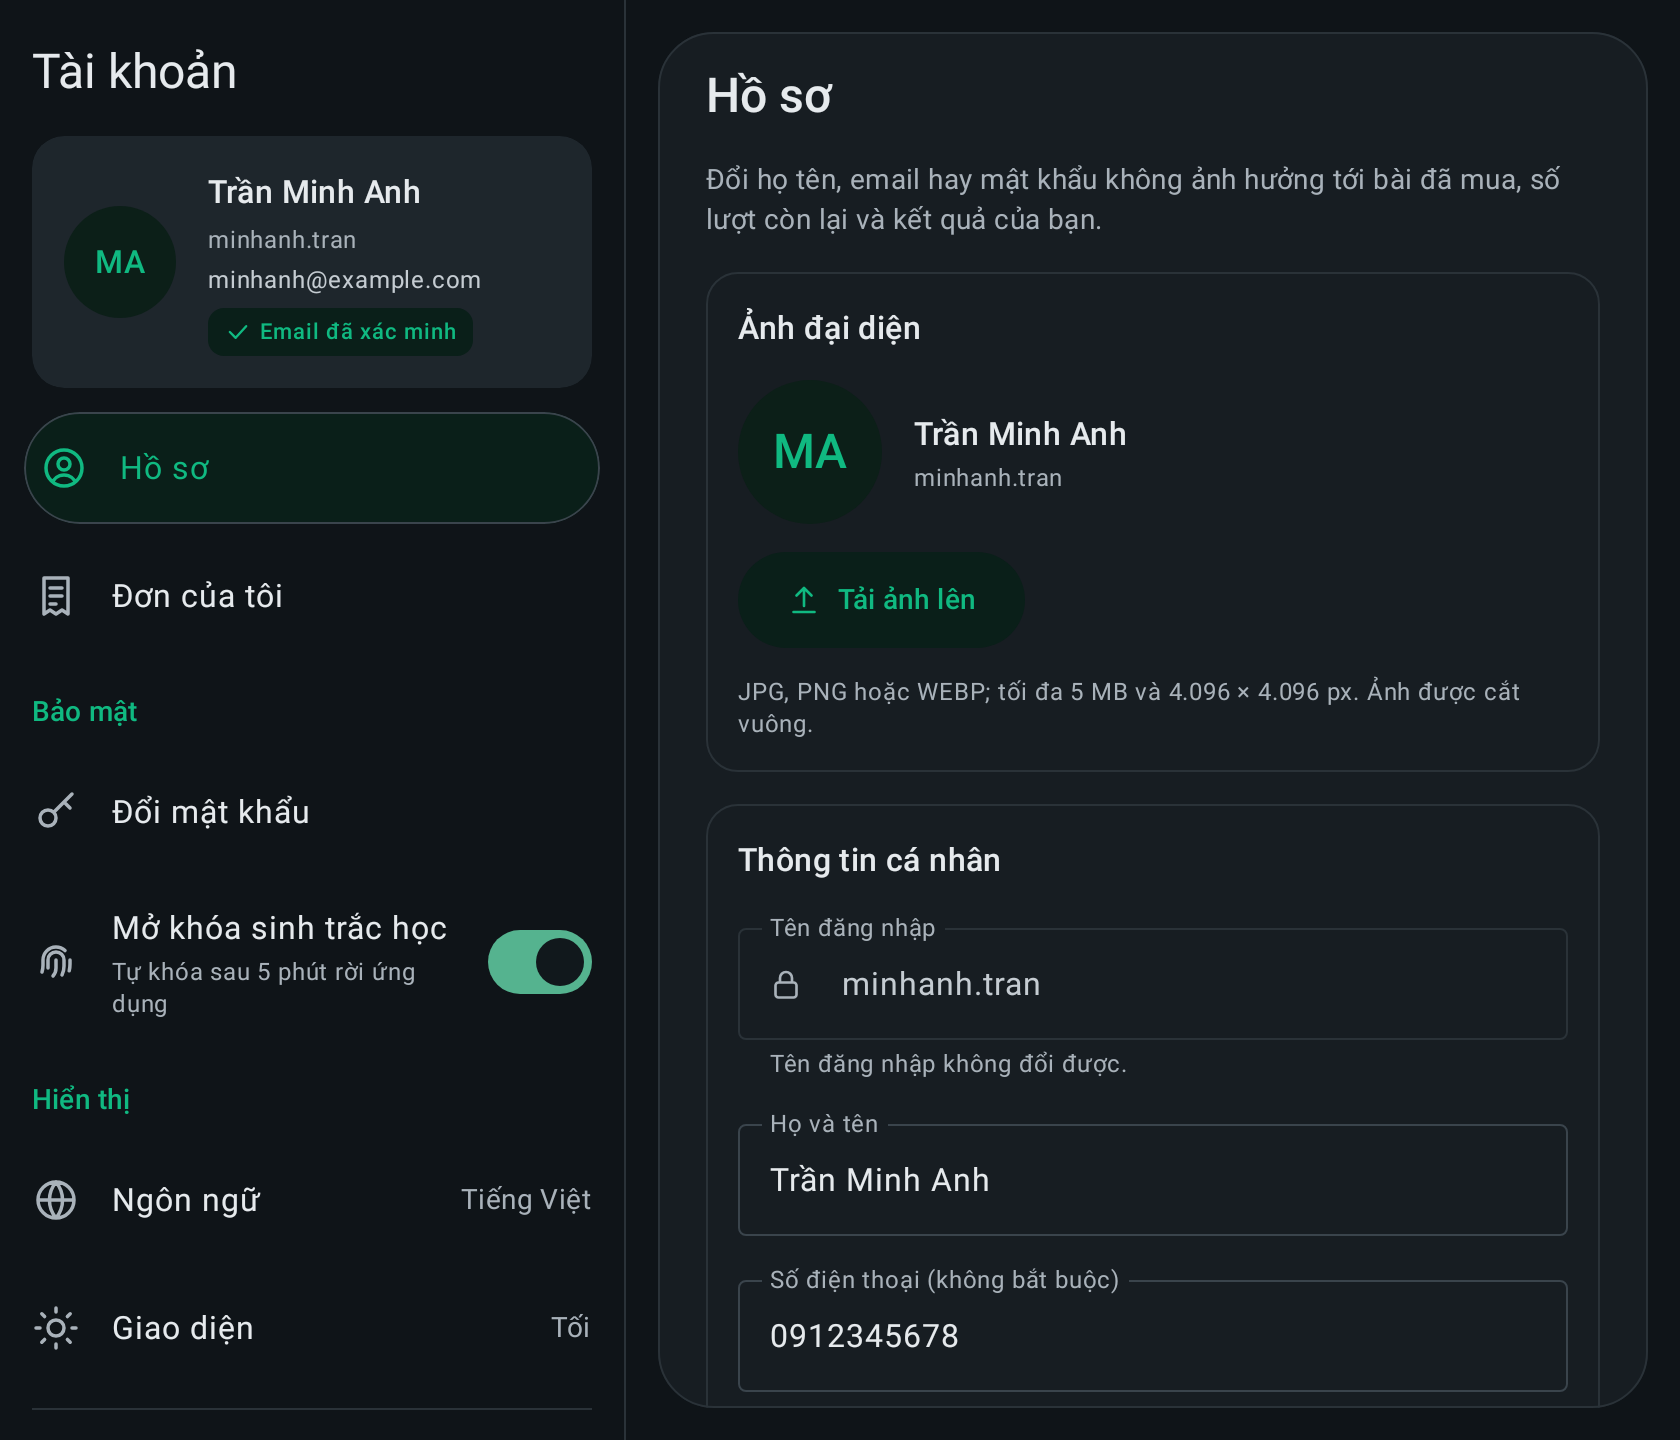 Tài khoản
MA
Trần Minh Anh
minhanh.tran
minhanh@example.com
Email đã xác minh
Hồ sơ
Đơn của tôi
Bảo mật
Đổi mật khẩu
Mở khóa sinh trắc học
Tự khóa sau 5 phút rời ứng
dụng
Hiển thị
Ngôn ngữ
Tiếng Việt
Giao diện
Tối
Hồ sơ
Đổi họ tên, email hay mật khẩu không ảnh hưởng tới bài đã mua, số
lượt còn lại và kết quả của bạn.
Ảnh đại diện
MA
Trần Minh Anh
minhanh.tran
Tải ảnh lên
JPG, PNG hoặc WEBP; tối đa 5 MB và 4.096 × 4.096 px. Ảnh được cắt
vuông.
Thông tin cá nhân
Tên đăng nhập
minhanh.tran
Tên đăng nhập không đổi được.
Họ và tên
Trần Minh Anh
Số điện thoại (không bắt buộc)
0912345678